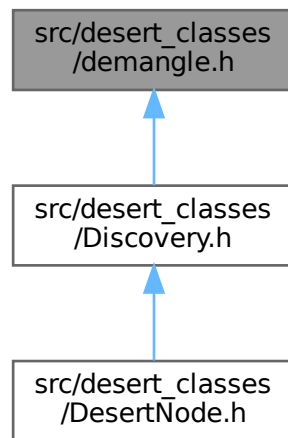 src/desert_classes
/demangle.h
src/desert_classes
/Discovery.h
src/desert_classes
/DesertNode.h